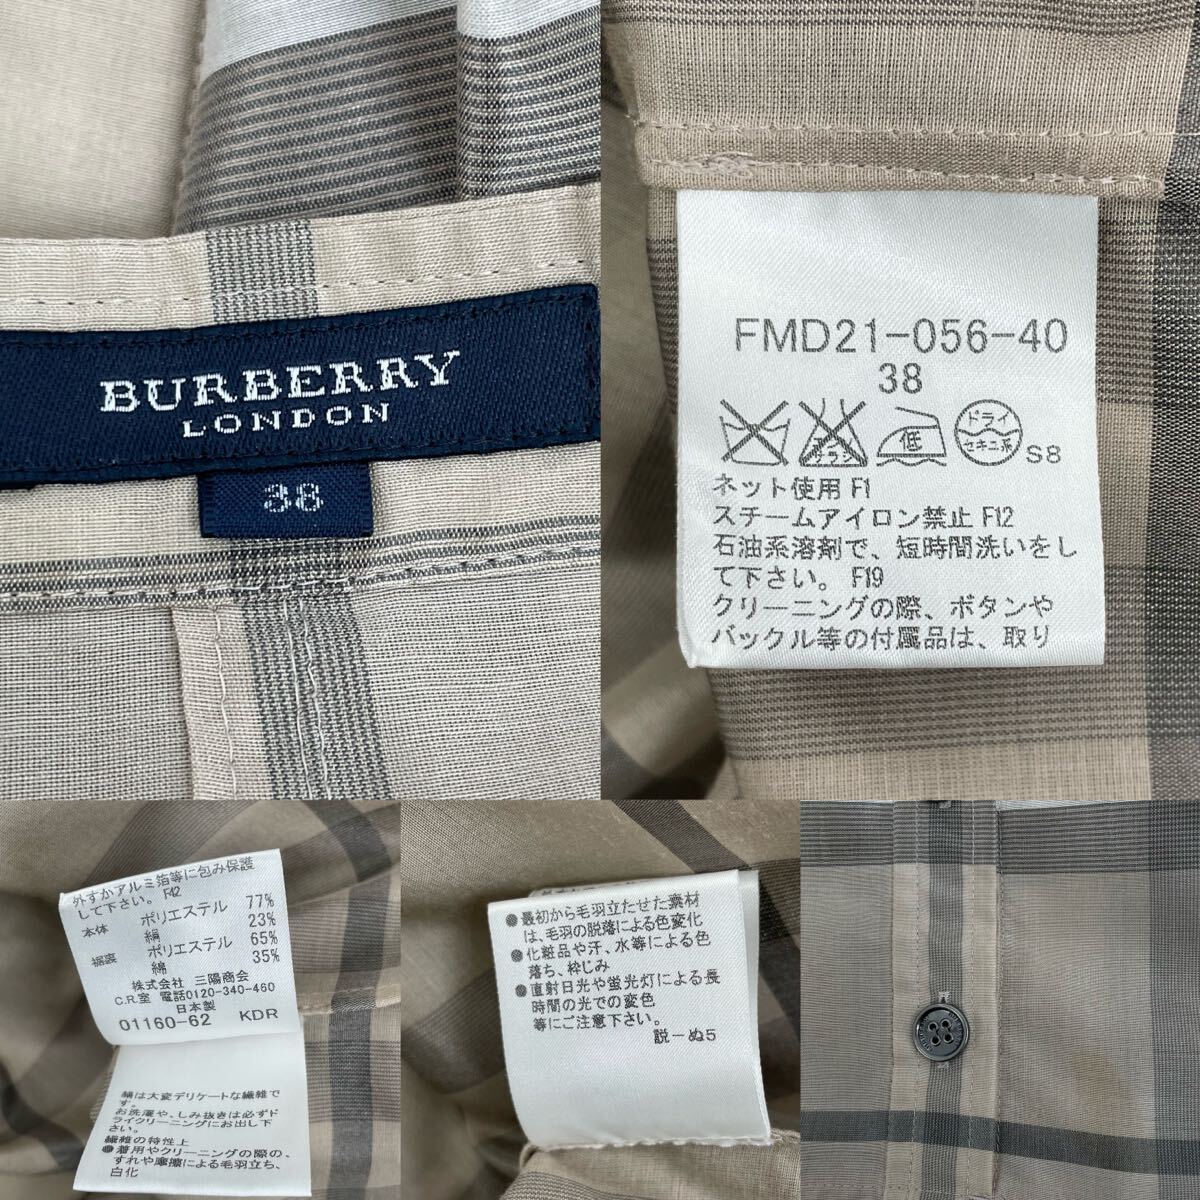 BURBERRY
LONDON
38
FMD21-056-40
38
低
ドライ
セキユ系
S8
ネット使用 F1
スチームアイロン禁止 F12
石油系溶剤で、短時間洗いをし
て下さい。 F19
クリーニングの際、ボタンや
バックル等の付属品は、取り
外すかアルミ箔等に包み保護
して下さい。 F42
本体 ポリエステル 77%
絹 23%
裾裏 ポリエステル 65%
綿 35%
株式会社 三陽商会
C.R.室 電話0120-340-460
日本製
01160-62 KDR
絹は大変デリケートな繊維で
す。
お洗濯や、しみ抜きは必ずド
ライクリーニングにお出し下
さい。
繊維の特性上
●着用やクリーニングの際の、
すれや摩擦による毛羽立ち、
白化
●最初から毛羽立たせた素材
は、毛羽の脱落による色変化
●化粧品や汗、水等による色
落ち、枠じみ
●直射日光や蛍光灯による長
時間の光での変色
等にご注意下さい。
説ーぬ5